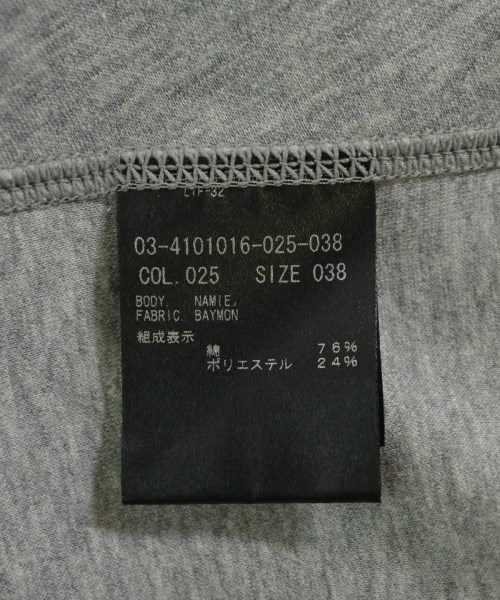 03-4101016-025-038
COL.025 SIZE 038
BODY. NAMIE,
FABRIC BAYMON
組成表示
綿 76%
ポリエステル 24%